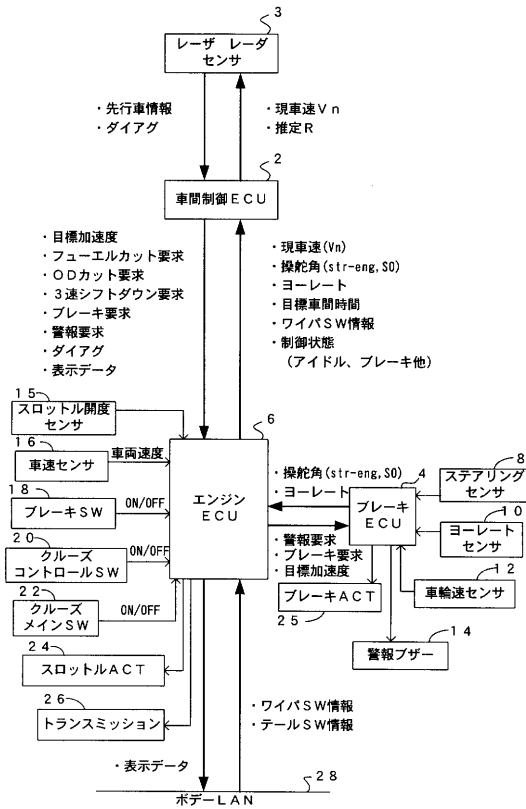 3
レーザ レーダ
センサ
・先行車情報
・ダイアグ
・現車速Vn
・推定R
2
車間制御ECU
・目標加速度
・フューエルカット要求
・ODカット要求
・3速シフトダウン要求
・ブレーキ要求
・警報要求
・ダイアグ
・表示データ
・現車速(Vn)
・操舵角(str-eng,S0)
・ヨーレート
・目標車間時間
・ワイパSW情報
・制御状態
(アイドル、ブレーキ他)
15
スロットル開度
センサ
16
車速センサ
車両速度
18
ブレーキSW
ON/OFF
20
クルーズ
コントロールSW
ON/OFF
22
クルーズ
メインSW
ON/OFF
24
スロットルACT
26
トランスミッション
6
エンジン
ECU
・操舵角(str-eng,S0)
・ヨーレート
4
ブレーキ
ECU
・警報要求
・ブレーキ要求
・目標加速度
8
ステアリング
センサ
10
ヨーレート
センサ
12
車輪速センサ
ブレーキACT
25
14
警報ブザー
・ワイパSW情報
・テールSW情報
・表示データ
28
ボデーLAN